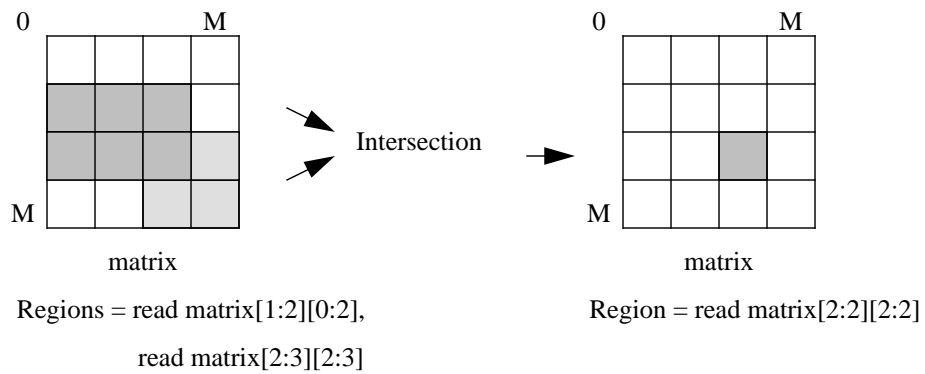 0 M
0 M
Intersection
M
M
matrix
matrix
Regions = read matrix[1:2][0:2],
Region = read matrix[2:2][2:2]
read matrix[2:3][2:3]